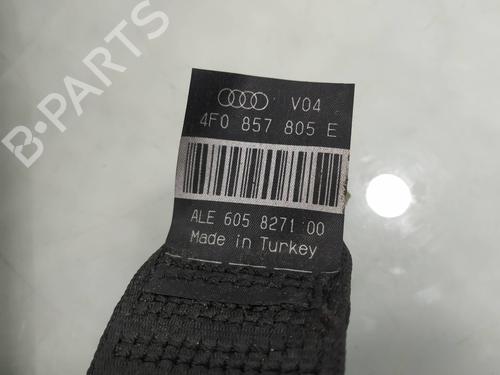 B-PARTS
V04
4F0 857 805 E
ALE 605 8271 00
Made in Turkey